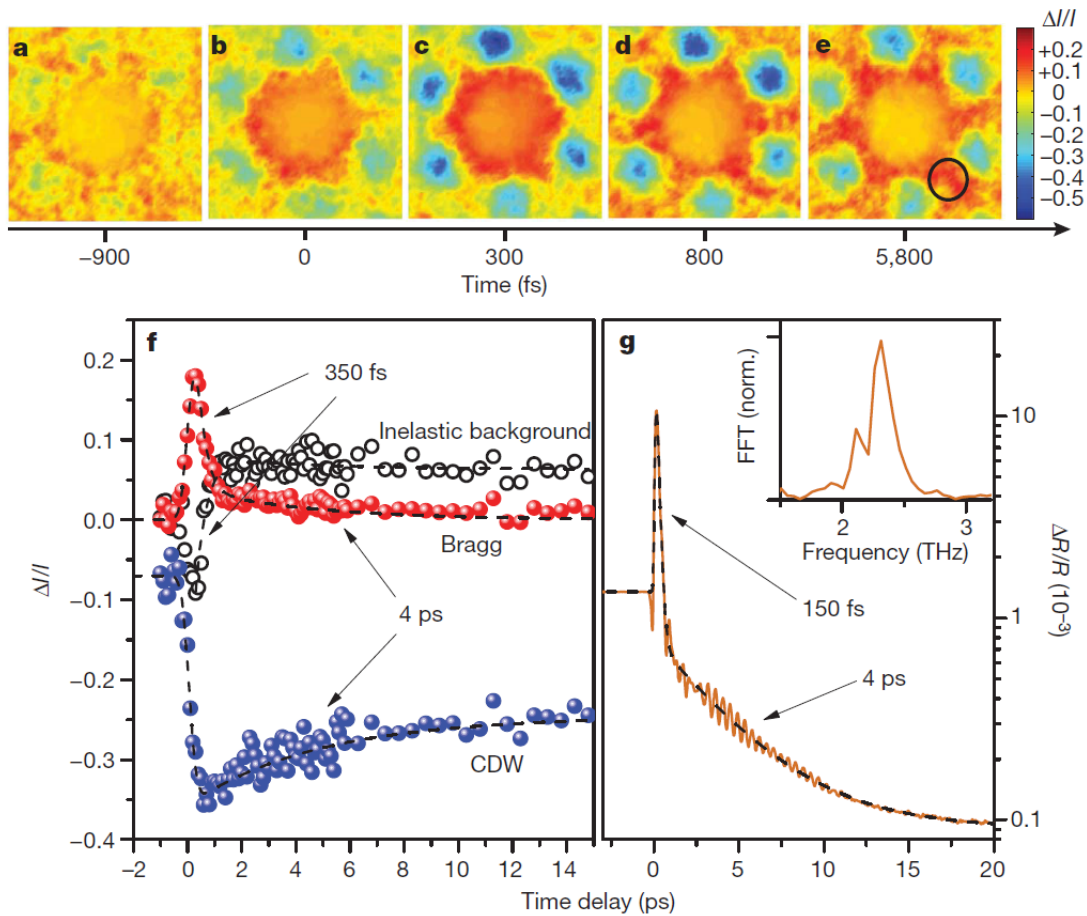 a
b
c
d
e
ΔI/I
+0.2
+0.1
0
−0.1
−0.2
−0.3
−0.4
−0.5
−900
0
300
800
5,800
Time (fs)
f
0.2
0.1
0.0
−0.1
−0.2
−0.3
−0.4
ΔI/I
350 fs
Inelastic background
Bragg
4 ps
CDW
−2
0
2
4
6
8
10
12
14
g
FFT (norm.)
2
3
Frequency (THz)
150 fs
4 ps
10
1
0.1
ΔR/R (10⁻³)
0
5
10
15
20
Time delay (ps)